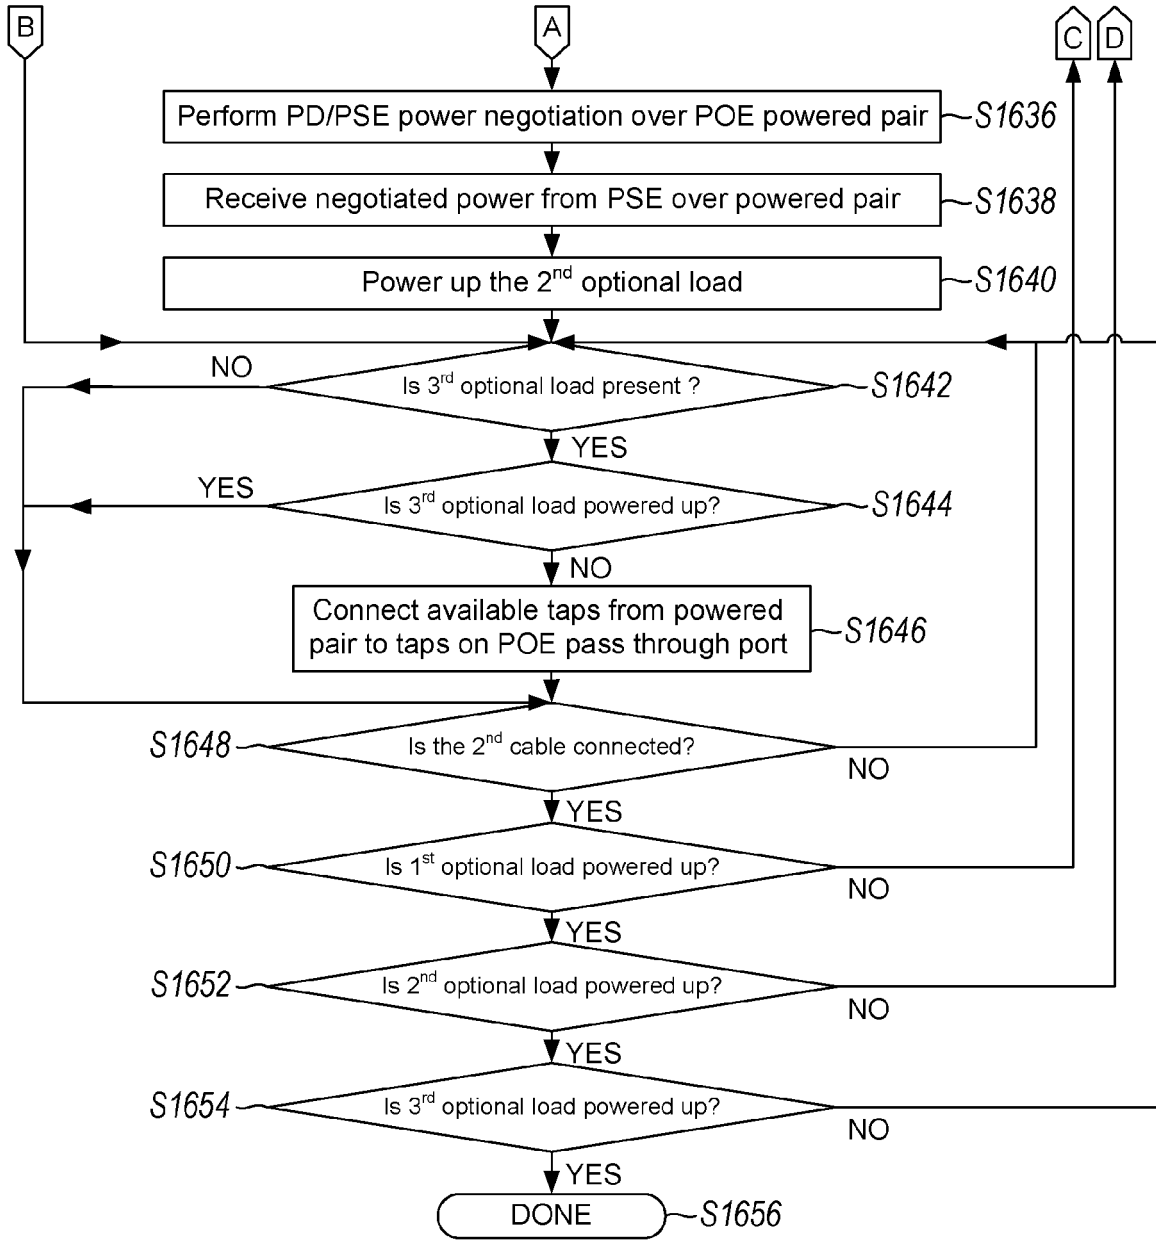 B
A
C
D
Perform PD/PSE power negotiation over POE powered pair
S1636
Receive negotiated power from PSE over powered pair
S1638
Power up the 2nd optional load
S1640
NO
Is 3rd optional load present ?
S1642
YES
YES
Is 3rd optional load powered up?
S1644
NO
Connect available taps from powered
pair to taps on POE pass through port
S1646
S1648
Is the 2nd cable connected?
NO
YES
S1650
Is 1st optional load powered up?
NO
YES
S1652
Is 2nd optional load powered up?
NO
YES
S1654
Is 3rd optional load powered up?
NO
YES
DONE
S1656